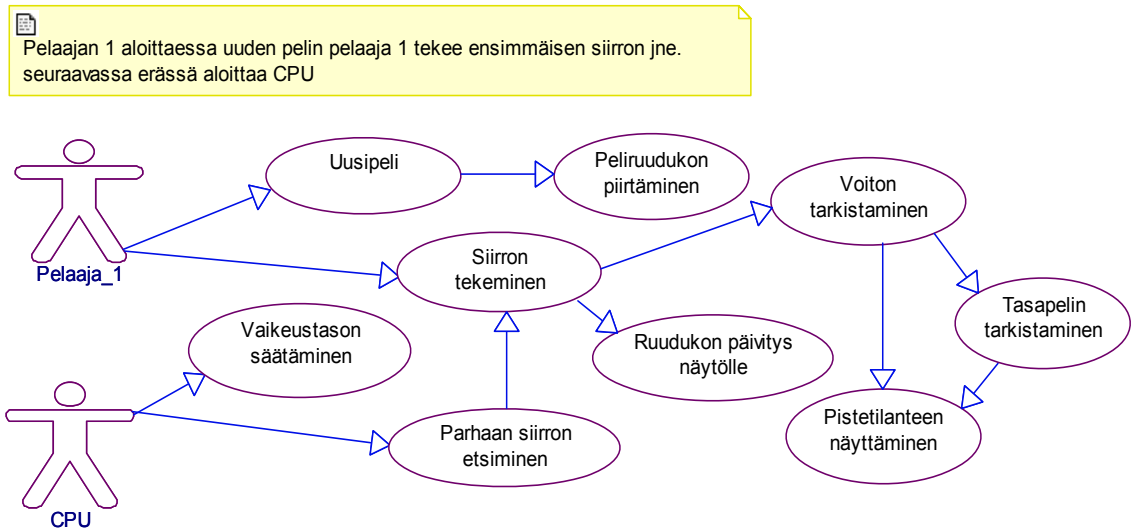 Pelaajan 1 aloittaessa uuden pelin pelaaja 1 tekee ensimmäisen siirron jne.
seuraavassa erässä aloittaa CPU
Uusipeli
Peliruudukon
piirtäminen
Voiton
tarkistaminen
Pelaaja_1
Siirron
tekeminen
Vaikeustason
säätäminen
Ruudukon päivitys
näytölle
Tasapelin
tarkistaminen
Parhaan siirron
etsiminen
Pistetilanteen
näyttäminen
CPU